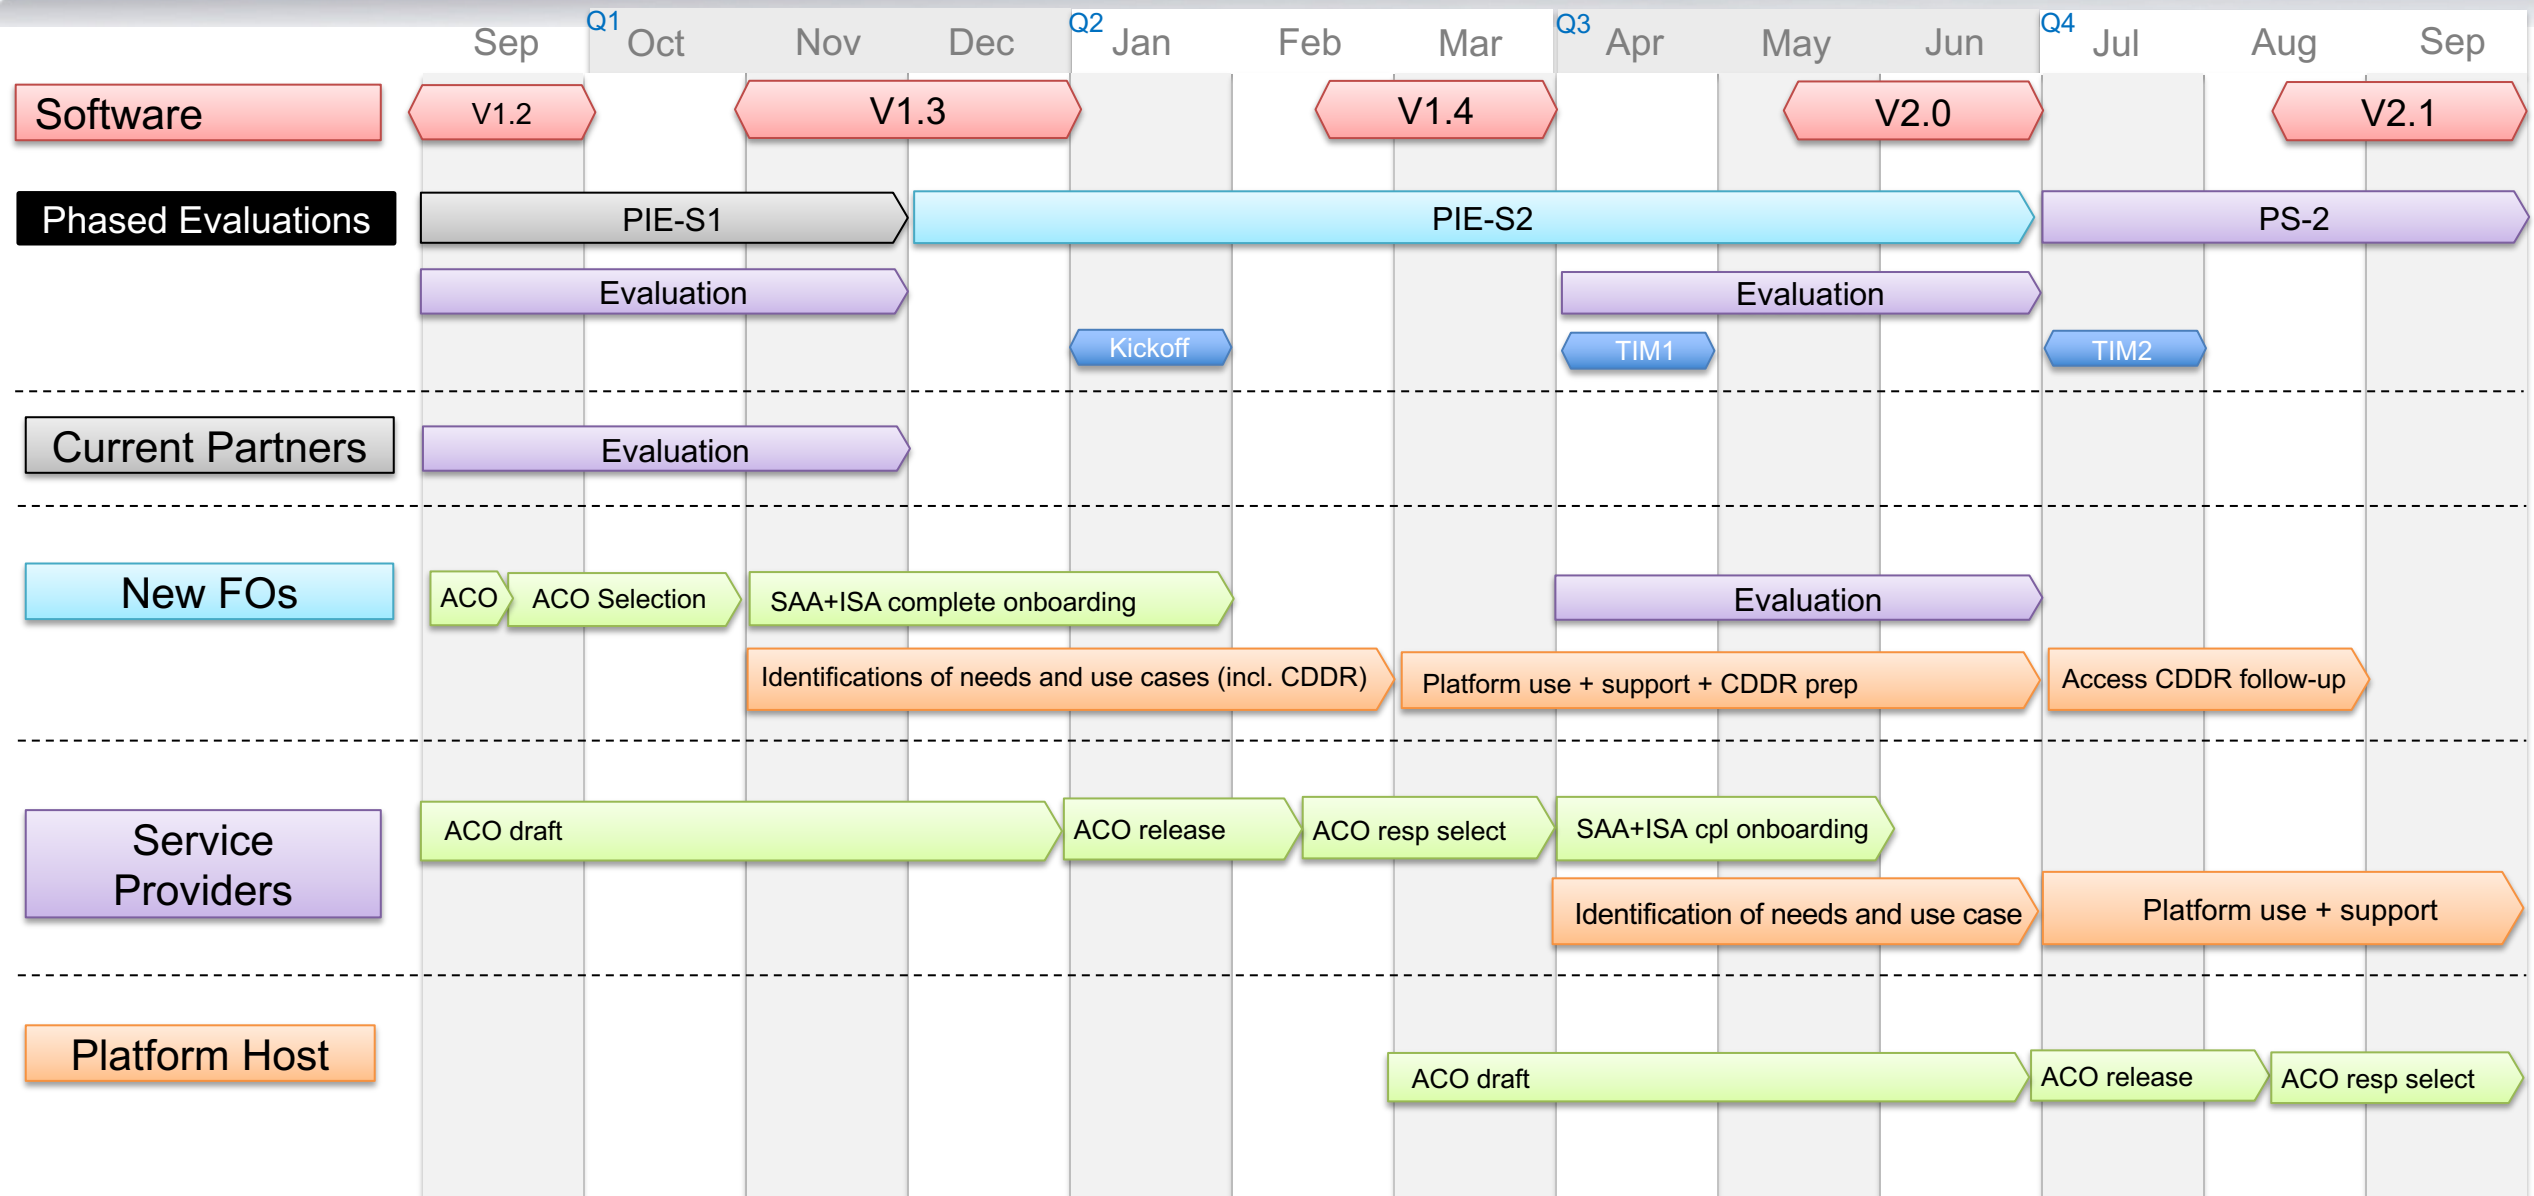 Q1
Q2
Q3
Q4
Sep Oct Nov Dec Jan Feb Mar Apr May Jun Jul Aug Sep
Software
V1.2
V1.3
V1.4
V2.0
V2.1
Phased Evaluations
PIE-S1
PIE-S2
PS-2
Evaluation
Evaluation
Kickoff
TIM1
TIM2
Current Partners
Evaluation
New FOs
ACO
ACO Selection
SAA+ISA complete onboarding
Evaluation
Identifications of needs and use cases (incl. CDDR)
Platform use + support + CDDR prep
Access CDDR follow-up
Service
Providers
ACO draft
ACO release
ACO resp select
SAA+ISA cpl onboarding
Identification of needs and use case
Platform use + support
Platform Host
ACO draft
ACO release
ACO resp select